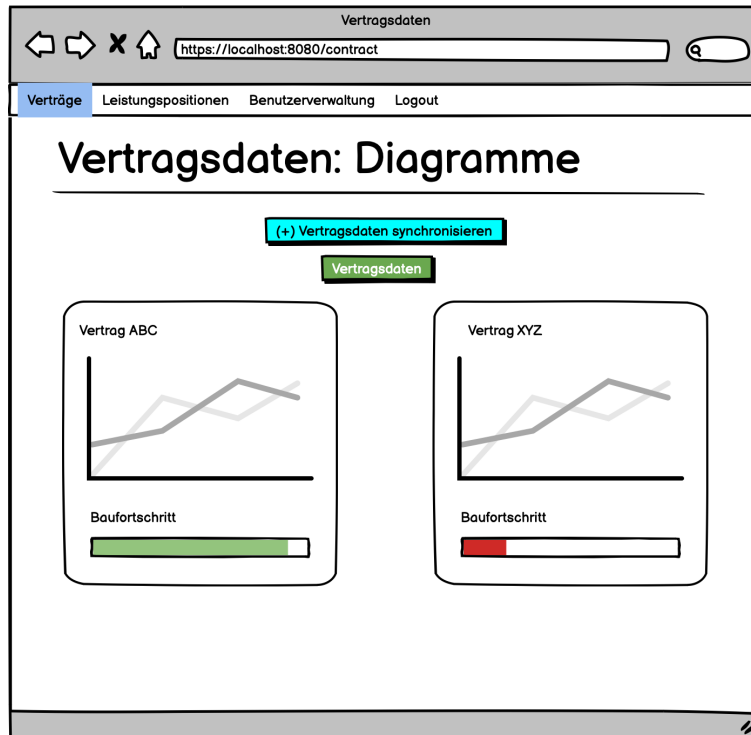 Vertragsdaten
https://localhost:8080/contract
Verträge Leistungspositionen Benutzerverwaltung Logout
Vertragsdaten: Diagramme
(+) Vertragsdaten synchronisieren
Vertragsdaten
Vertrag ABC
Baufortschritt
Vertrag XYZ
Baufortschritt